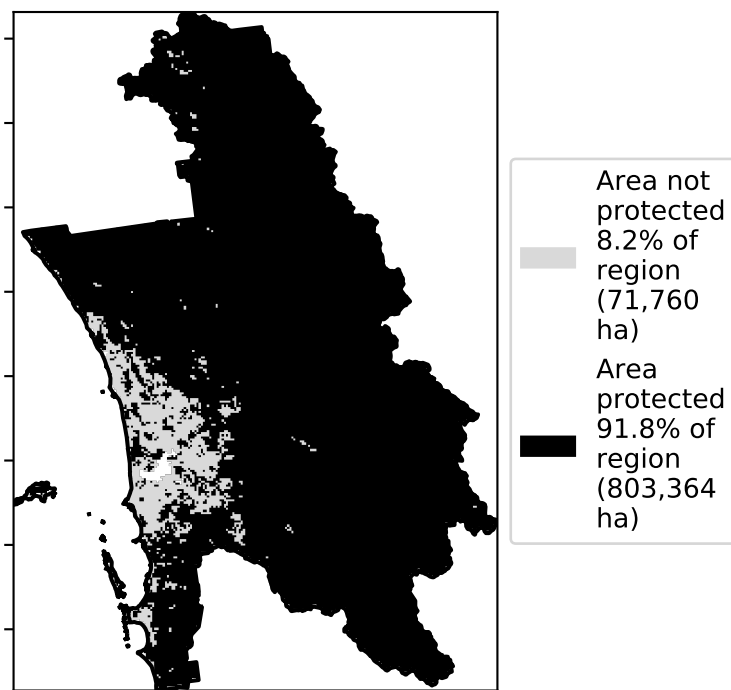 Area not
protected
8.2% of
region
(71,760
ha)
Area
protected
91.8% of
region
(803,364
ha)